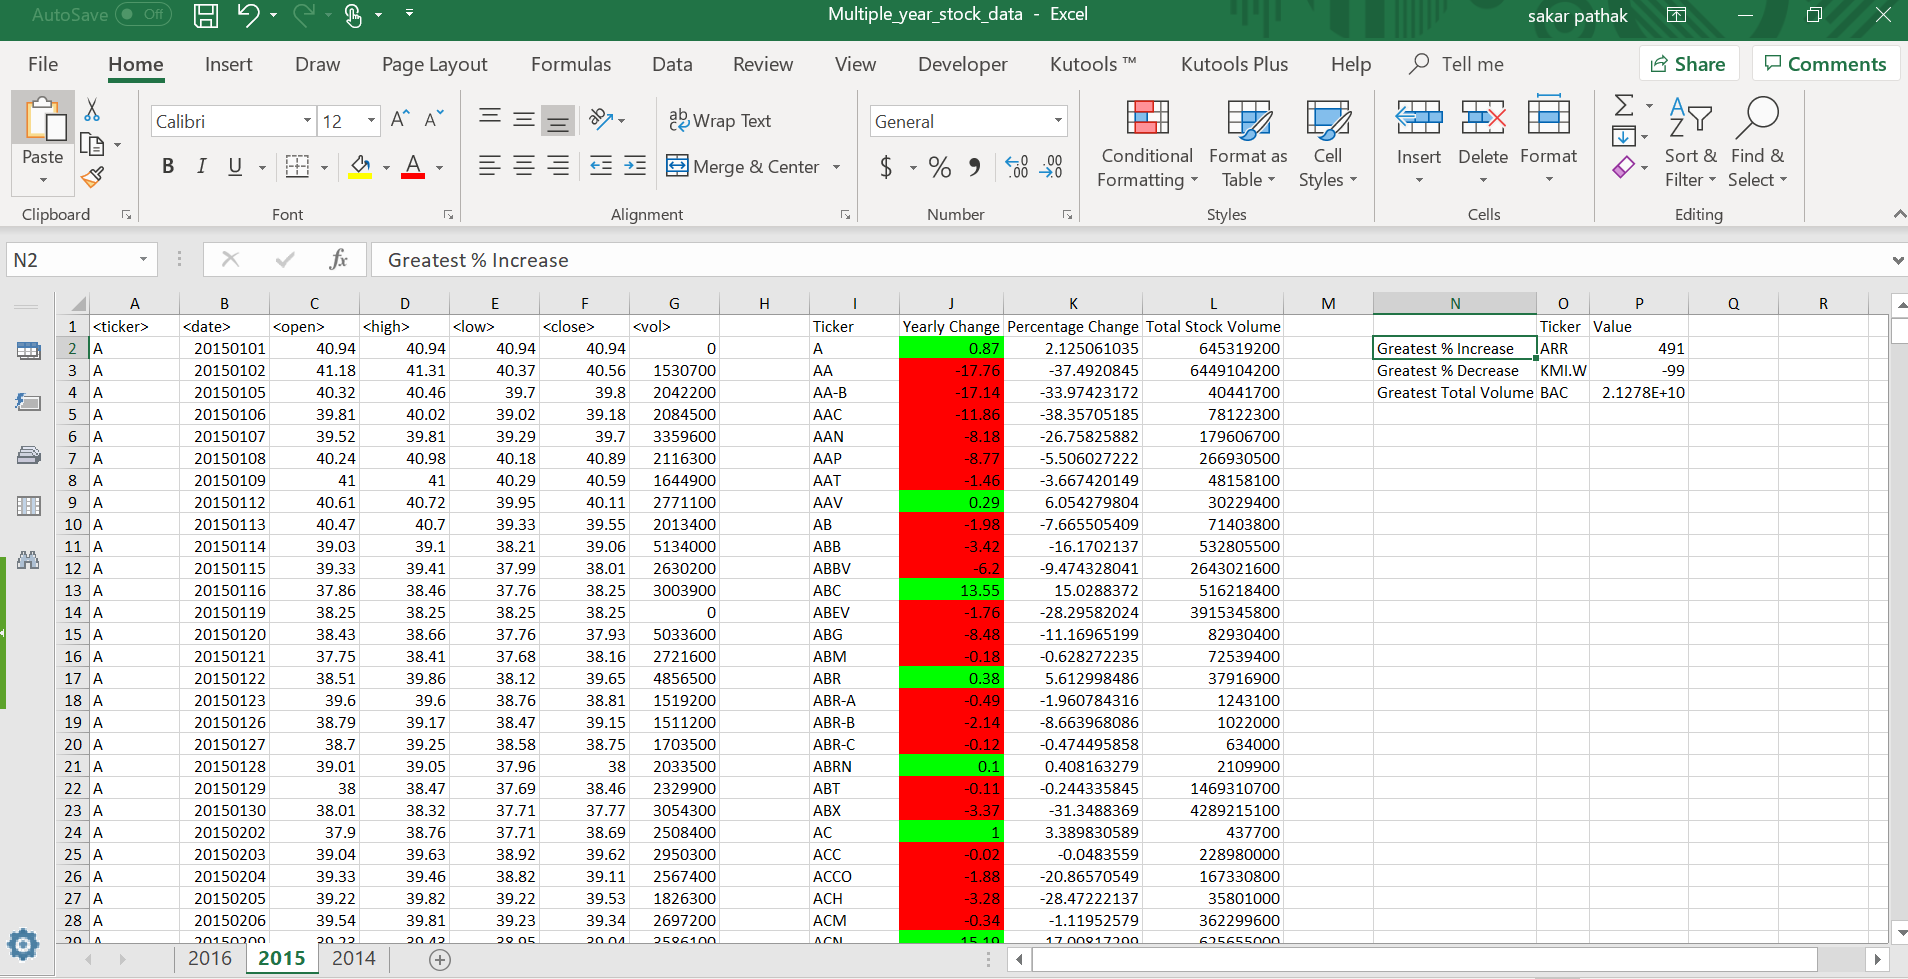 AutoSave Off Multiple_year_stock_data - Excel sakar pathak
File Home Insert Draw Page Layout Formulas Data Review View Developer Kutools ™ Kutools Plus Help Tell me Share Comments
Paste Calibri 12 A A ab Wrap Text General Conditional Formatting Format as Table Cell Styles Insert Delete Format Sort & Filter Find & Select
B I U A Merge & Center $ % , .00 .00
Clipboard Font Alignment Number Styles Cells Editing
N2 fx Greatest % Increase
A B C D E F G H I J K L M N O P Q R
1 <ticker> <date> <open> <high> <low> <close> <vol> Ticker Yearly Change Percentage Change Total Stock Volume Ticker Value
2 A 20150101 40.94 40.94 40.94 40.94 0 A 0.87 2.125061035 645319200 Greatest % Increase ARR 491
3 A 20150102 41.18 41.31 40.37 40.56 1530700 AA -17.76 -37.4920845 6449104200 Greatest % Decrease KMI.W -99
4 A 20150105 40.32 40.46 39.7 39.8 2042200 AA-B -17.14 -33.97423172 40441700 Greatest Total Volume BAC 2.1278E+10
5 A 20150106 39.81 40.02 39.02 39.18 2084500 AAC -11.86 -38.35705185 78122300
6 A 20150107 39.52 39.81 39.29 39.7 3359600 AAN -8.18 -26.75825882 179606700
7 A 20150108 40.24 40.98 40.18 40.89 2116300 AAP -8.77 -5.506027222 266930500
8 A 20150109 41 41 40.29 40.59 1644900 AAT -1.46 -3.667420149 48158100
9 A 20150112 40.61 40.72 39.95 40.11 2771100 AAV 0.29 6.054279804 30229400
10 A 20150113 40.47 40.7 39.33 39.55 2013400 AB -1.98 -7.665505409 71403800
11 A 20150114 39.03 39.1 38.21 39.06 5134000 ABB -3.42 -16.1702137 532805500
12 A 20150115 39.33 39.41 37.99 38.01 2630200 ABBV -6.2 -9.474328041 2643021600
13 A 20150116 37.86 38.46 37.76 38.25 3003900 ABC 13.55 15.0288372 516218400
14 A 20150119 38.25 38.25 38.25 38.25 0 ABEV -1.76 -28.29582024 3915345800
15 A 20150120 38.43 38.66 37.76 37.93 5033600 ABG -8.48 -11.16965199 82930400
16 A 20150121 37.75 38.41 37.68 38.16 2721600 ABM -0.18 -0.628272235 72539400
17 A 20150122 38.51 39.86 38.12 39.65 4856500 ABR 0.38 5.612998486 37916900
18 A 20150123 39.6 39.6 38.76 38.81 1519200 ABR-A -0.49 -1.960784316 1243100
19 A 20150126 38.79 39.17 38.47 39.15 1511200 ABR-B -2.14 -8.663968086 1022000
20 A 20150127 38.7 39.25 38.58 38.75 1703500 ABR-C -0.12 -0.474495858 634000
21 A 20150128 39.01 39.05 37.96 38 2033500 ABRN 0.1 0.408163279 2109900
22 A 20150129 38 38.47 37.69 38.46 2329900 ABT -0.11 -0.244335845 1469310700
23 A 20150130 38.01 38.32 37.71 37.77 3054300 ABX -3.37 -31.3488369 4289215100
24 A 20150202 37.9 38.76 37.71 38.69 2508400 AC 1 3.389830589 437700
25 A 20150203 39.04 39.63 38.92 39.62 2950300 ACC -0.02 -0.0483559 228980000
26 A 20150204 39.33 39.46 38.82 39.11 2567400 ACCO -1.88 -20.86570549 167330800
27 A 20150205 39.22 39.82 39.22 39.53 1826300 ACH -3.28 -28.47222137 35801000
28 A 20150206 39.54 39.81 39.23 39.34 2697200 ACM -0.34 -1.11952579 362299600
29 A 20150209 39.23 39.43 38.95 39.04 3586100 ACN 15.19 17.00817299 625655000
2016 2015 2014